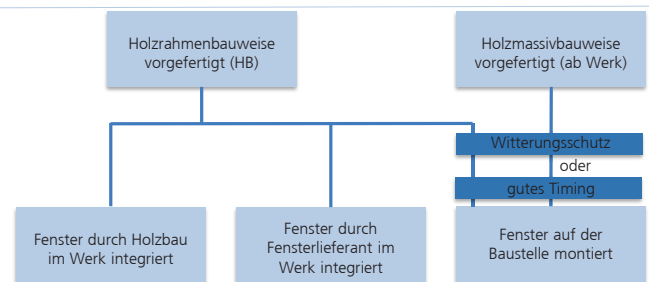 Holzrahmenbauweise
vorgefertigt (HB)
Holzmassivbauweise
vorgefertigt (ab Werk)
Witterungsschutz
oder
gutes Timing
Fenster durch Holzbau
im Werk integriert
Fenster durch
Fensterlieferant im
Werk integriert
Fenster auf der
Baustelle montiert